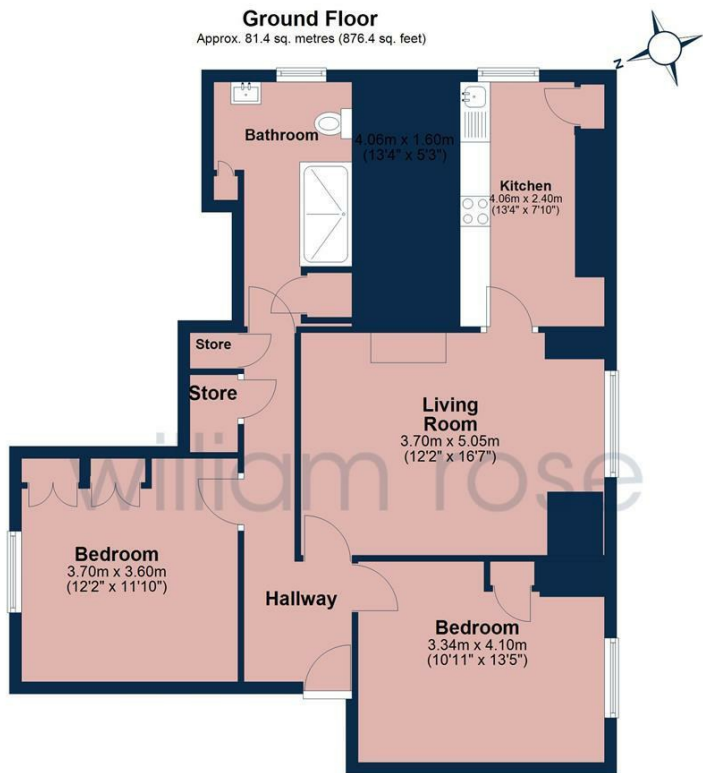 Ground Floor
Approx. 81.4 sq. metres (876.4 sq. feet)
Z
Bathroom
4.06m x 1.60m
(13'4" x 5'3")
Kitchen
4.06m x 2.40m
(13'4" x 7'10")
Store
Store
Living
Room
3.70m x 5.05m
(12'2" x 16'7")
william rose
Bedroom
3.70m x 3.60m
(12'2" x 11'10")
Hallway
Bedroom
3.34m x 4.10m
(10'11" x 13'5")